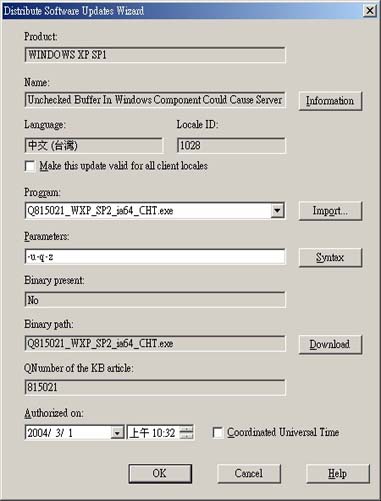 Distribute Software Updates Wizard
Product:
WINDOWS XP SP1
Name:
Unchecked Buffer In Windows Component Could Cause Server
Information
Language:
Locale ID:
中文 (台灣)
1028
Make this update valid for all client locales
Program:
Q815021_WXP_SP2_ia64_CHT.exe
Import...
Parameters:
-u-q-z
Syntax
Binary present:
No
Binary path:
Q815021_WXP_SP2_ia64_CHT.exe
Download
QNumber of the KB article:
815021
Authorized on:
2004/ 3/ 1
上午 10:32
Coordinated Universal Time
OK
Cancel
Help